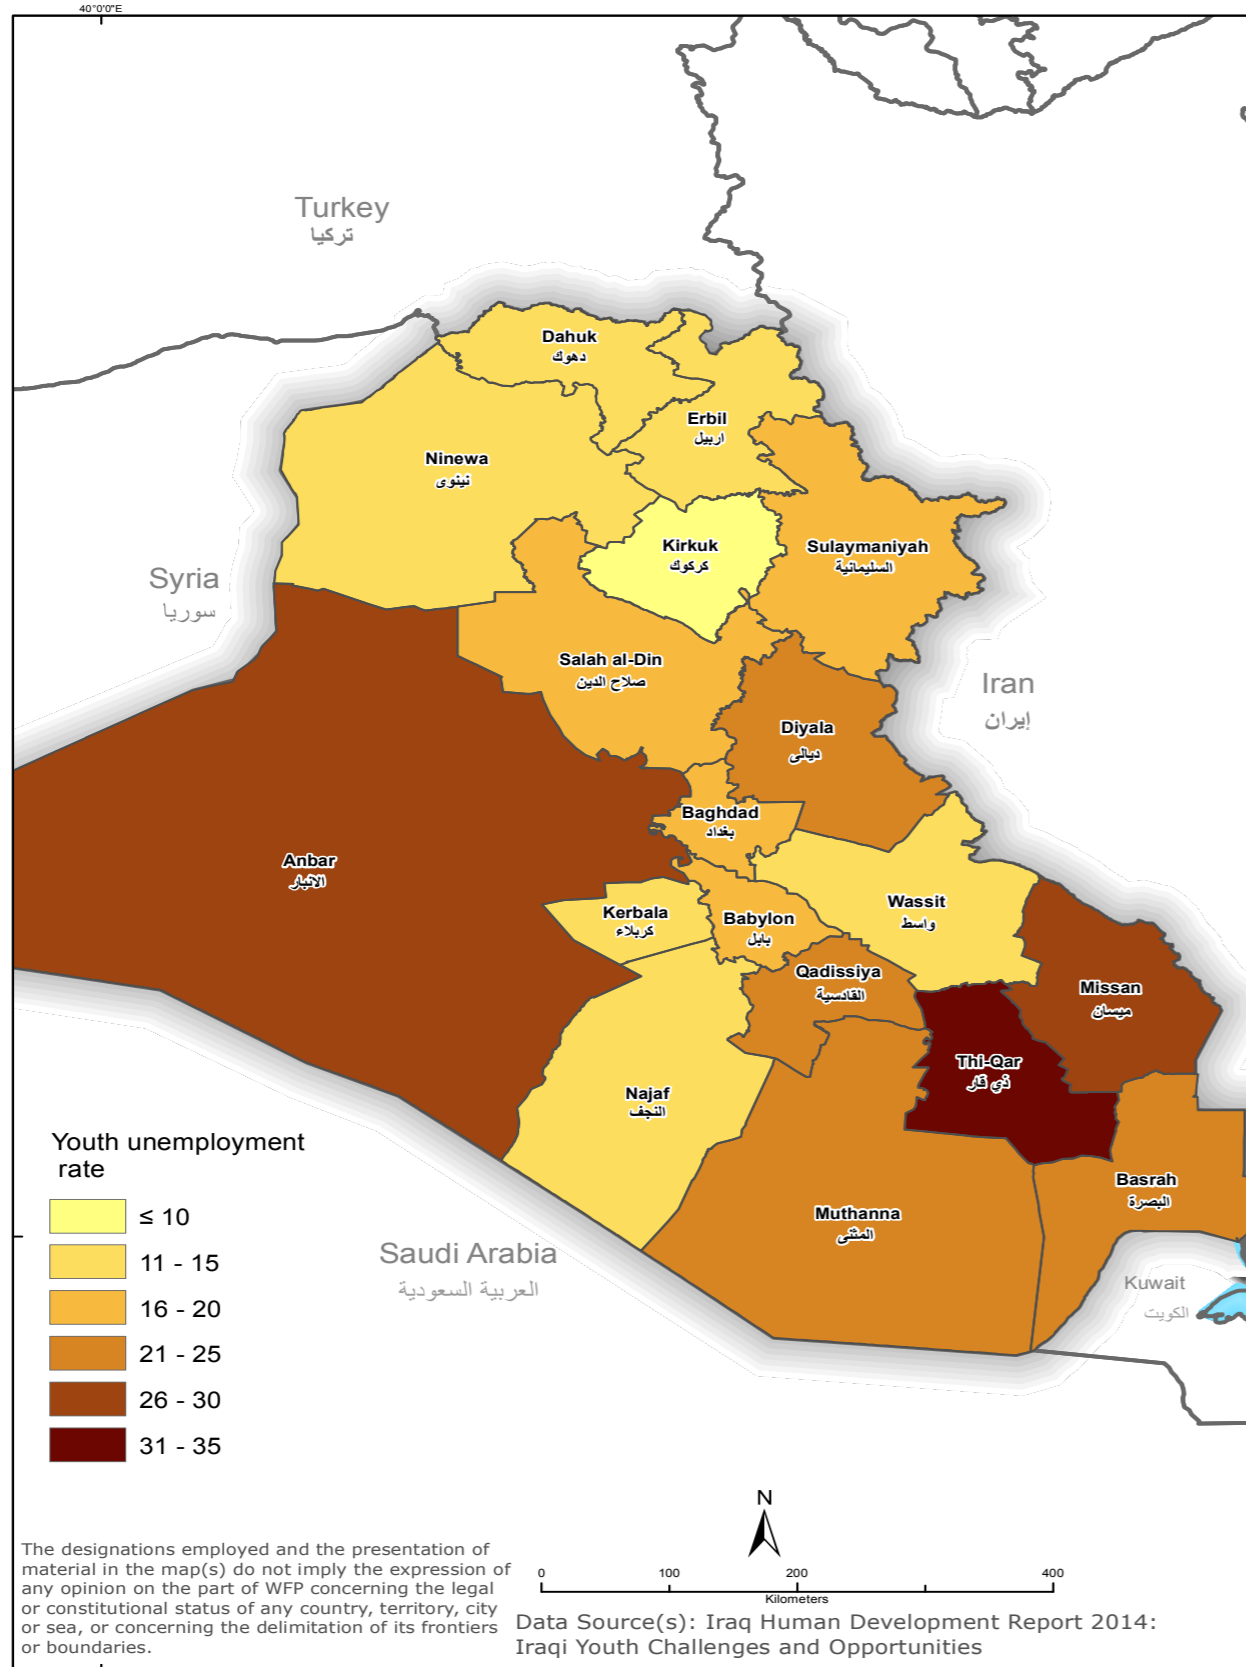 40°0'0"E
Turkey
تركيا
Dahuk
دهوك
Erbil
اربيل
Ninewa
نينوى
Kirkuk
كركوك
Sulaymaniyah
السليمانية
Syria
سوريا
Salah al-Din
صلاح الدين
Iran
إيران
Diyala
ديالى
Baghdad
بغداد
Anbar
الانبار
Kerbala
كربلاء
Babylon
بابل
Wassit
واسط
Qadissiya
القادسية
Missan
ميسان
Thi-Qar
ذي قار
Najaf
النجف
Basrah
البصرة
Muthanna
المثنى
Saudi Arabia
العربية السعودية
Kuwait
الكويت
Youth unemployment
rate
≤ 10
11 - 15
16 - 20
21 - 25
26 - 30
31 - 35
N
0 100 200 400
Kilometers
The designations employed and the presentation of
material in the map(s) do not imply the expression of
any opinion on the part of WFP concerning the legal
or constitutional status of any country, territory, city
or sea, or concerning the delimitation of its frontiers
or boundaries.
Data Source(s): Iraq Human Development Report 2014:
Iraqi Youth Challenges and Opportunities